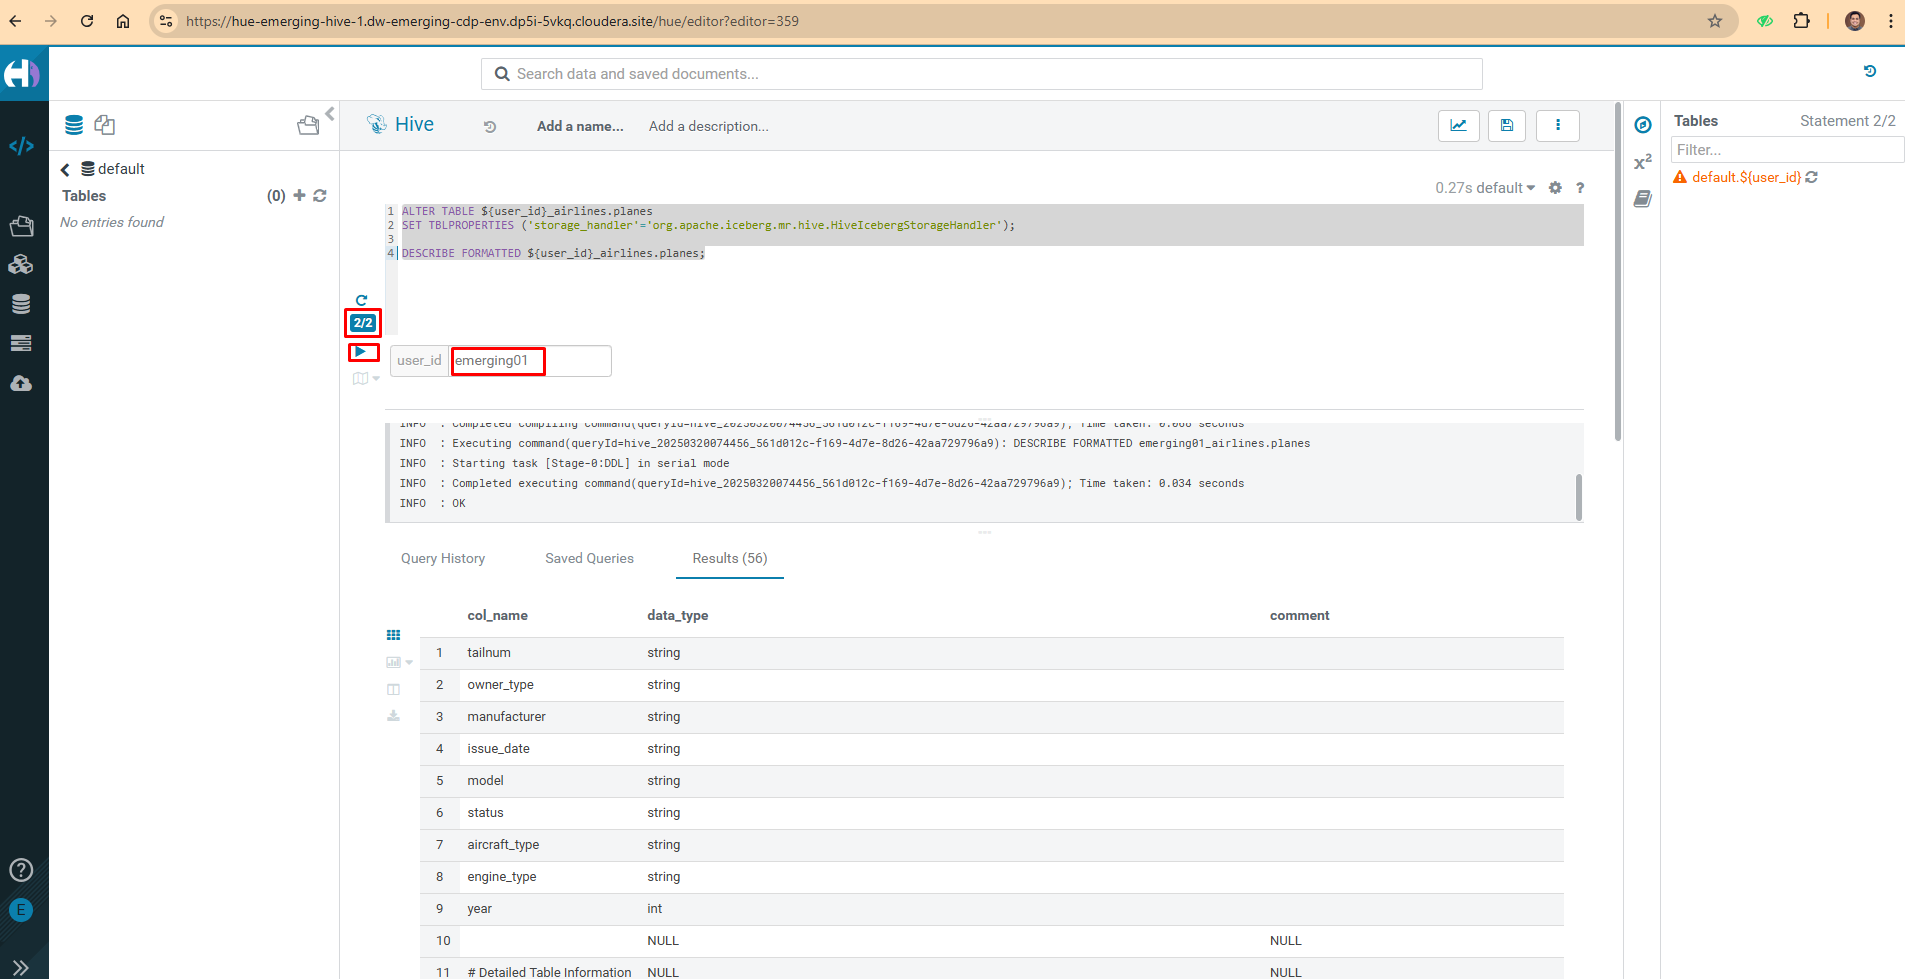 https://hue-emerging-hive-1.dw-emerging-cdp-env.dp5i-5vkq.cloudera.site/hue/editor?editor=359
Search data and saved documents...
Hive
Add a name...
Add a description...
Tables
Statement 2/2
Filter...
default.${user_id}
default
Tables
(0)
No entries found
0.27s default
?
1 ALTER TABLE ${user_id}_airlines.planes
2 SET TBLPROPERTIES ('storage_handler'='org.apache.iceberg.mr.hive.HiveIcebergStorageHandler');
3
4 DESCRIBE FORMATTED ${user_id}_airlines.planes;
2/2
user_id emerging01
INFO : Completed compiling command(queryId=hive_20250320074456_561d012c-f169-4d7e-8d26-42aa729796a9); Time taken: 0.066 seconds
INFO : Executing command(queryId=hive_20250320074456_561d012c-f169-4d7e-8d26-42aa729796a9): DESCRIBE FORMATTED emerging01_airlines.planes
INFO : Starting task [Stage-0:DDL] in serial mode
INFO : Completed executing command(queryId=hive_20250320074456_561d012c-f169-4d7e-8d26-42aa729796a9); Time taken: 0.034 seconds
INFO : OK
Query History
Saved Queries
Results (56)
col_name data_type comment
1 tailnum string
2 owner_type string
3 manufacturer string
4 issue_date string
5 model string
6 status string
7 aircraft_type string
8 engine_type string
9 year int
10 NULL NULL
11 # Detailed Table Information NULL NULL
x²
?
E